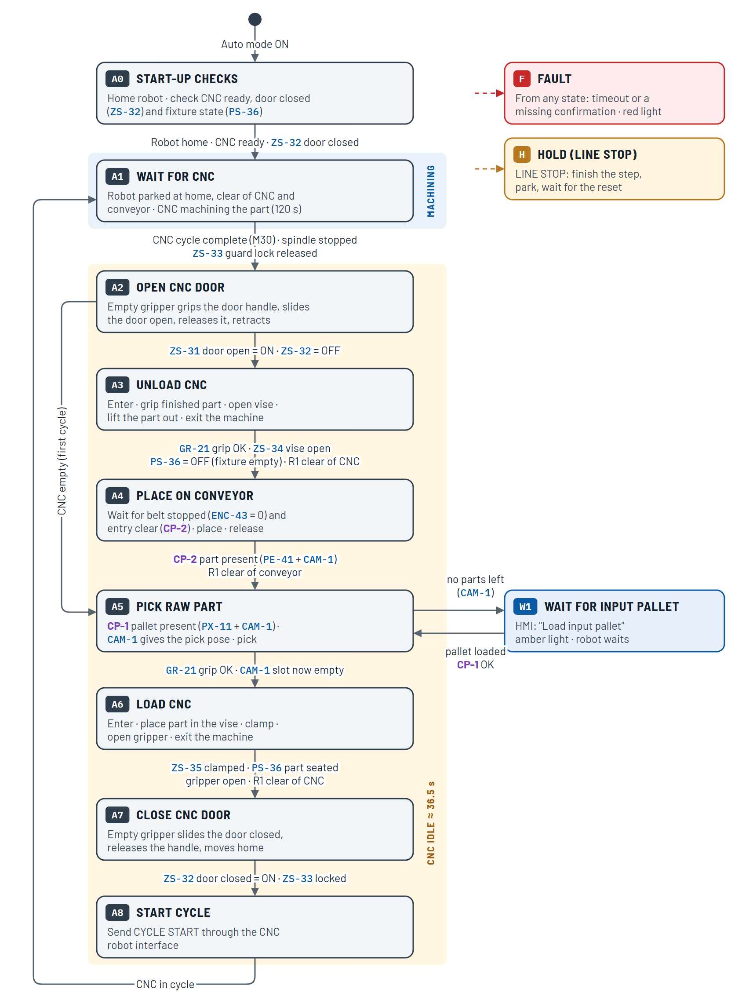 Auto mode ON
A0 START-UP CHECKS
Home robot · check CNC ready, door closed
(ZS-32) and fixture state (PS-36)
F FAULT
From any state: timeout or a
missing confirmation · red light
Robot home · CNC ready · ZS-32 door closed
H HOLD (LINE STOP)
LINE STOP: finish the step,
park, wait for the reset
A1 WAIT FOR CNC
Robot parked at home, clear of CNC and
conveyor · CNC machining the part (120 s)
MACHINING
CNC cycle complete (M30) · spindle stopped
ZS-33 guard lock released
A2 OPEN CNC DOOR
Empty gripper grips the door handle, slides
the door open, releases it, retracts
ZS-31 door open = ON · ZS-32 = OFF
A3 UNLOAD CNC
Enter · grip finished part · open vise ·
lift the part out · exit the machine
CNC empty (first cycle)
GR-21 grip OK · ZS-34 vise open
PS-36 = OFF (fixture empty) · R1 clear of CNC
A4 PLACE ON CONVEYOR
Wait for belt stopped (ENC-43 = 0) and
entry clear (CP-2) · place · release
CP-2 part present (PE-41 + CAM-1)
R1 clear of conveyor
no parts left
(CAM-1)
A5 PICK RAW PART
CP-1 pallet present (PX-11 + CAM-1) ·
CAM-1 gives the pick pose · pick
W1 WAIT FOR INPUT PALLET
HMI: "Load input pallet"
amber light · robot waits
pallet loaded
CP-1 OK
GR-21 grip OK · CAM-1 slot now empty
A6 LOAD CNC
Enter · place part in the vise · clamp ·
open gripper · exit the machine
ZS-35 clamped · PS-36 part seated
gripper open · R1 clear of CNC
A7 CLOSE CNC DOOR
Empty gripper slides the door closed,
releases the handle, moves home
CNC IDLE ≈ 36.5 s
ZS-32 door closed = ON · ZS-33 locked
A8 START CYCLE
Send CYCLE START through the CNC
robot interface
CNC in cycle